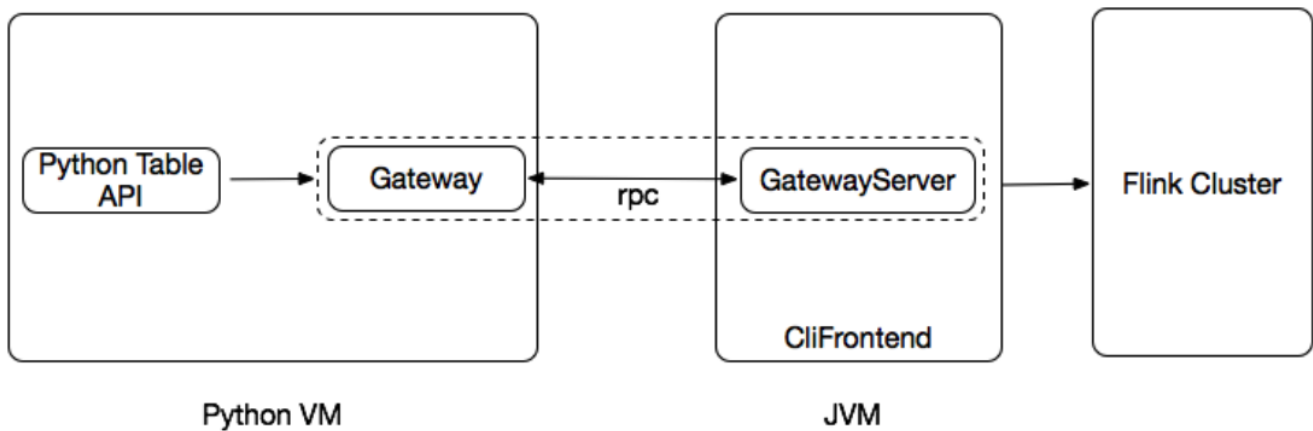 Python Table
API
Gateway
rpc
GatewayServer
Flink Cluster
CliFrontend
Python VM
JVM